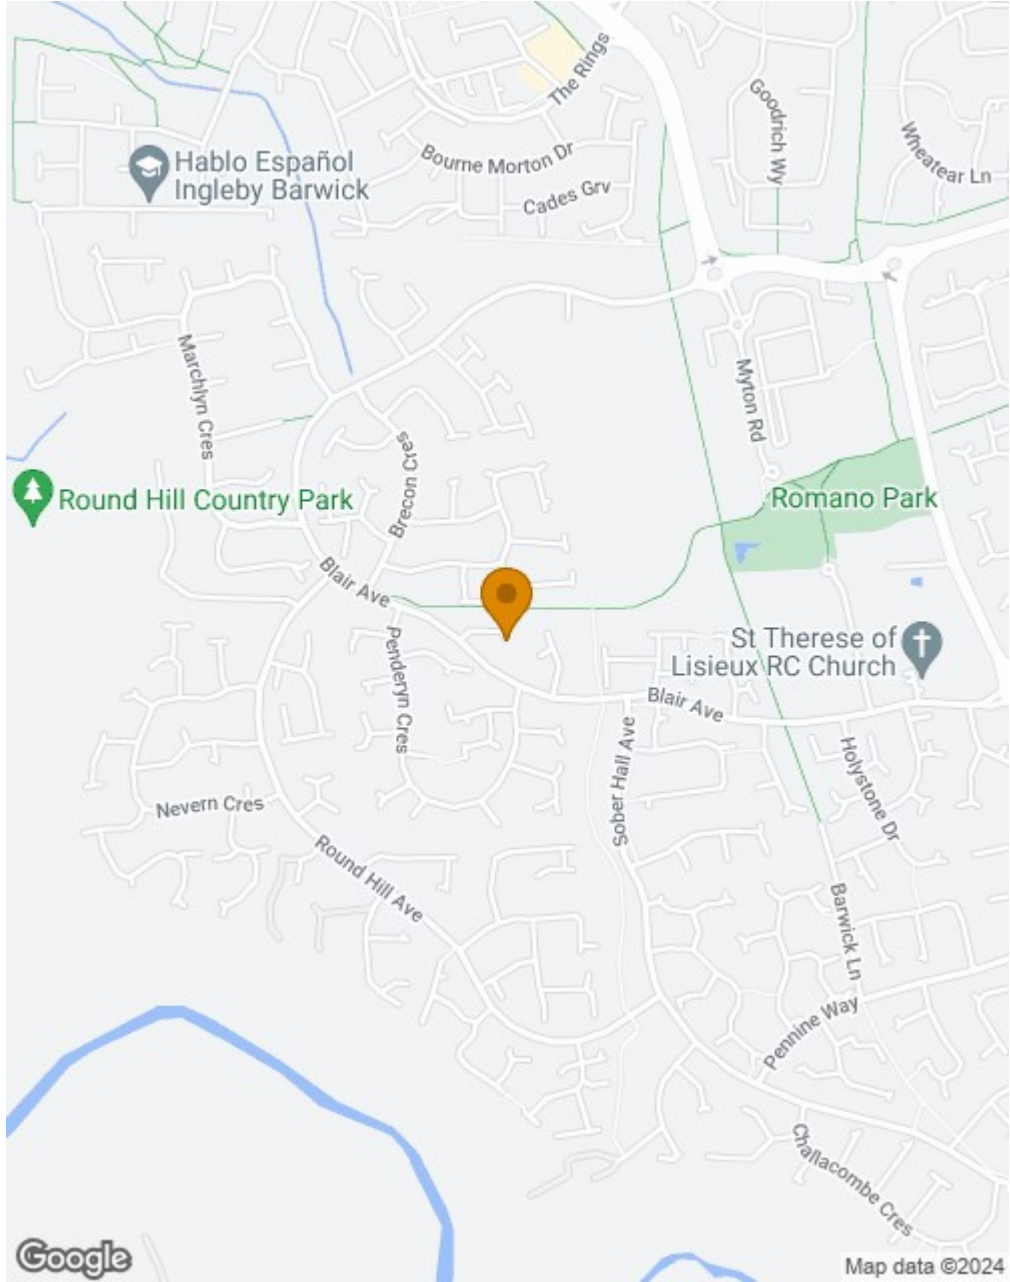 The Rings
Goodrich Wy
Wheatear Ln
Bourne Morton Dr
Hablo Español
Ingleby Barwick
Cades Grv
Marchlyn Cres
Myton Rd
Brecon Cres
Round Hill Country Park
Romano Park
Blair Ave
Penderyn Cres
St Therese of
Lisieux RC Church
Blair Ave
Sober Hall Ave
Holystone Dr
Nevern Cres
Round Hill Ave
Barwick Ln
Pennine Way
Challacombe Cres
Google
Map data ©2024